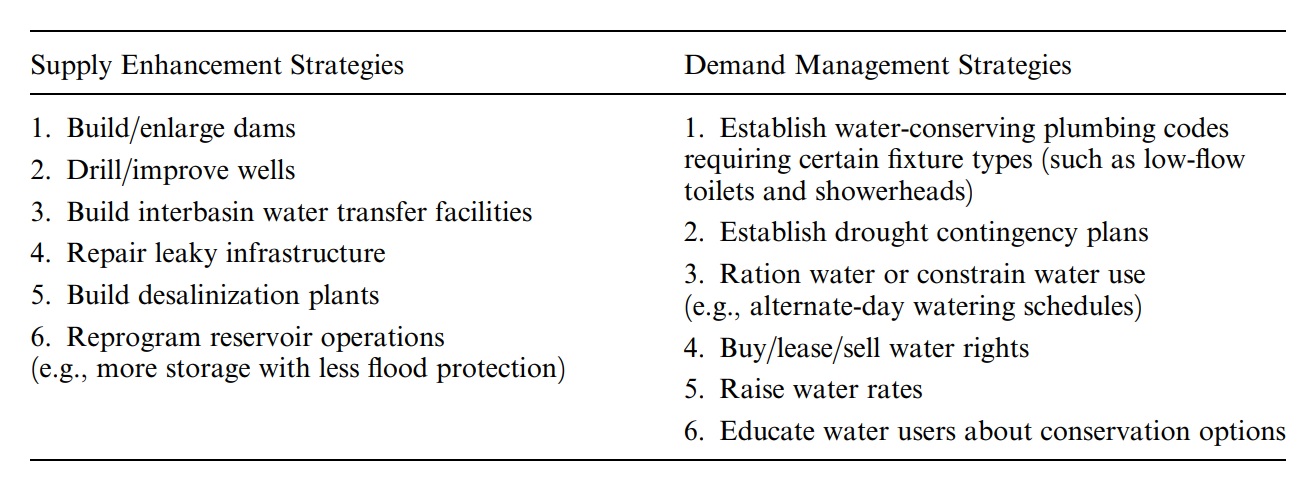 Supply Enhancement Strategies
Demand Management Strategies
1. Build/enlarge dams
2. Drill/improve wells
3. Build interbasin water transfer facilities
4. Repair leaky infrastructure
5. Build desalinization plants
6. Reprogram reservoir operations
(e.g., more storage with less flood protection)
1. Establish water-conserving plumbing codes
requiring certain fixture types (such as low-flow
toilets and showerheads)
2. Establish drought contingency plans
3. Ration water or constrain water use
(e.g., alternate-day watering schedules)
4. Buy/lease/sell water rights
5. Raise water rates
6. Educate water users about conservation options